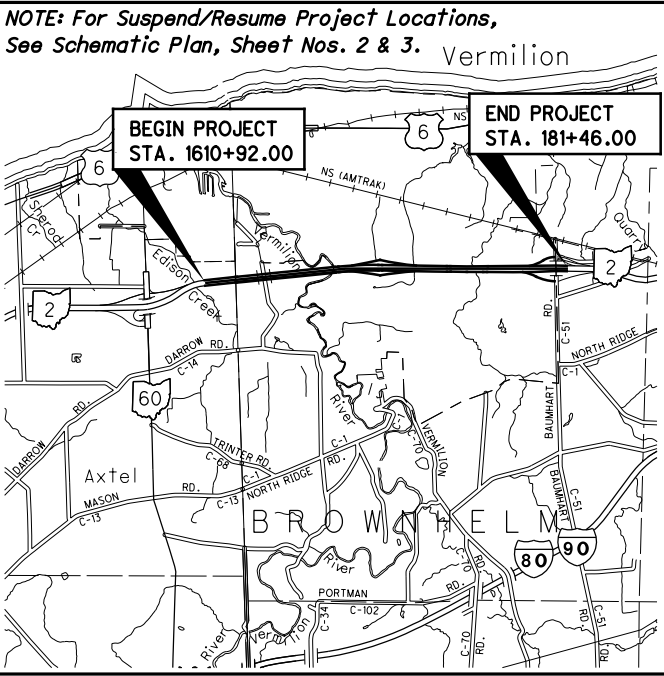 NOTE: For Suspend/Resume Project Locations,
See Schematic Plan, Sheet Nos. 2 & 3.
Vermilion
BEGIN PROJECT
STA. 1610+92.00
END PROJECT
STA. 181+46.00
6
NS
6
NS (AMTRAK)
Sherod
Cr
Vermilion
Quarry
Edison
Creek
2
2
RD.
C-51
DARROW RD.
C-14
NORTH RIDGE
C-1
60
River
DARROW
RD.
C-70
VERMILION
BAUMHART
TRINTER RD.
C-68
C-1
RD.
Axtel
C-1
NORTH RIDGE
MASON RD.
C-13
C-13
BAUMHART
C-51
BROWNHELM
80
90
River
C-70
PORTMAN RD.
C-34
C-102
Vermilion
River
C-70
RD.
C-51
RD.